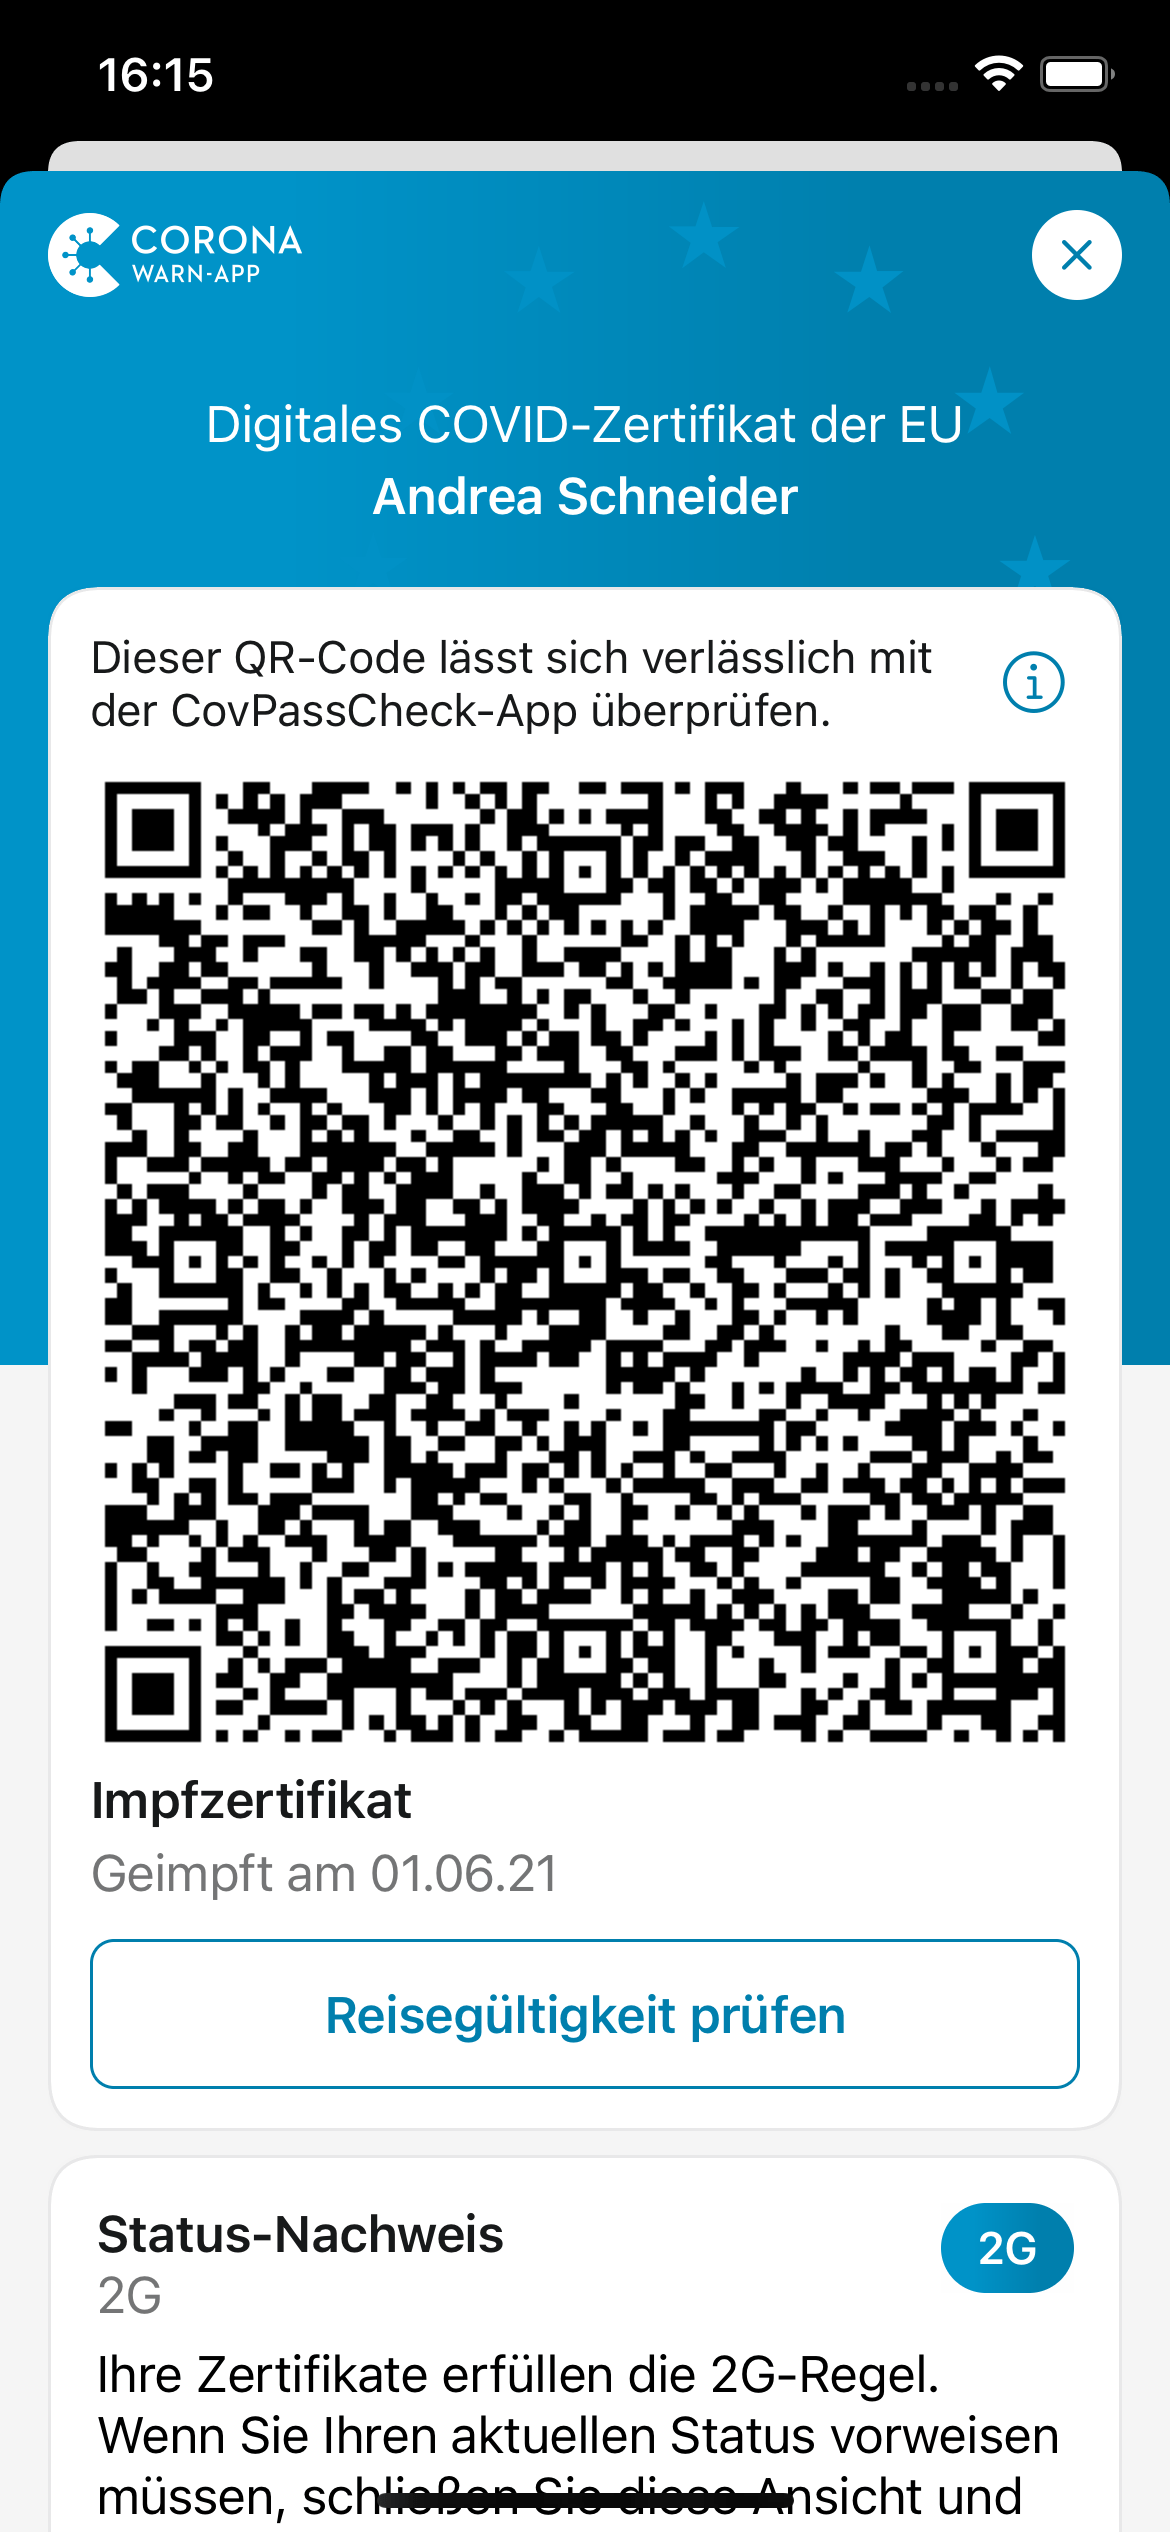 16:15
CORONA
WARN-APP
Digitales COVID-Zertifikat der EU
Andrea Schneider
Dieser QR-Code lässt sich verlässlich mit
der CovPassCheck-App überprüfen.
Impfzertifikat
Geimpft am 01.06.21
Reisegültigkeit prüfen
Status-Nachweis
2G
2G
Ihre Zertifikate erfüllen die 2G-Regel.
Wenn Sie Ihren aktuellen Status vorweisen
müssen, schließen Sie diese Ansicht und